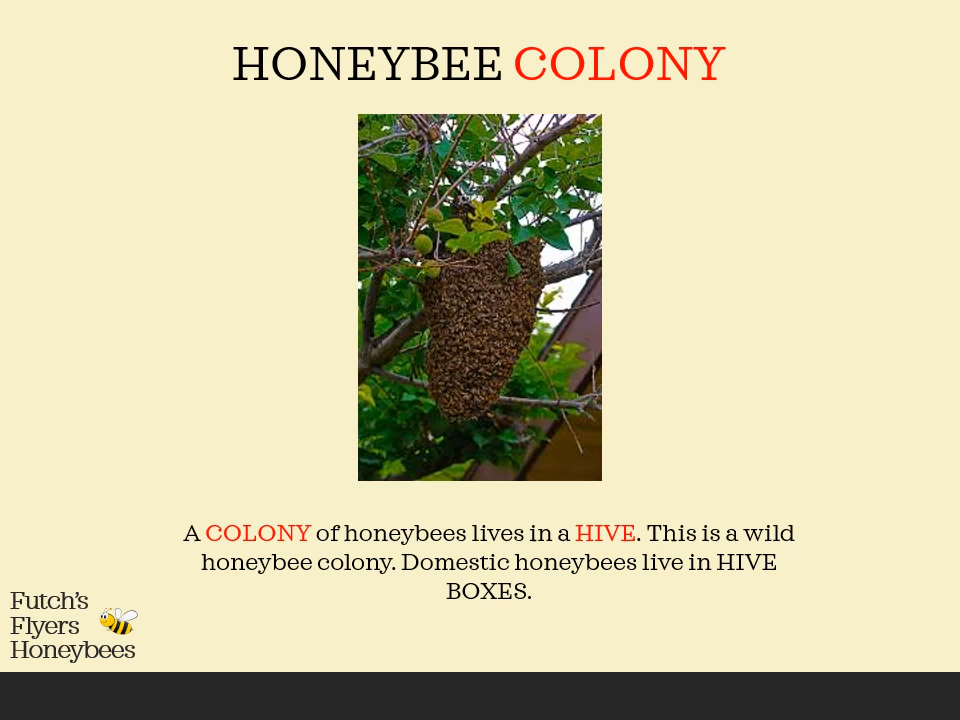 HONEYBEE COLONY
A COLONY of honeybees lives in a HIVE. This is a wild
honeybee colony. Domestic honeybees live in HIVE
BOXES.
Futch’s
Flyers
Honeybees